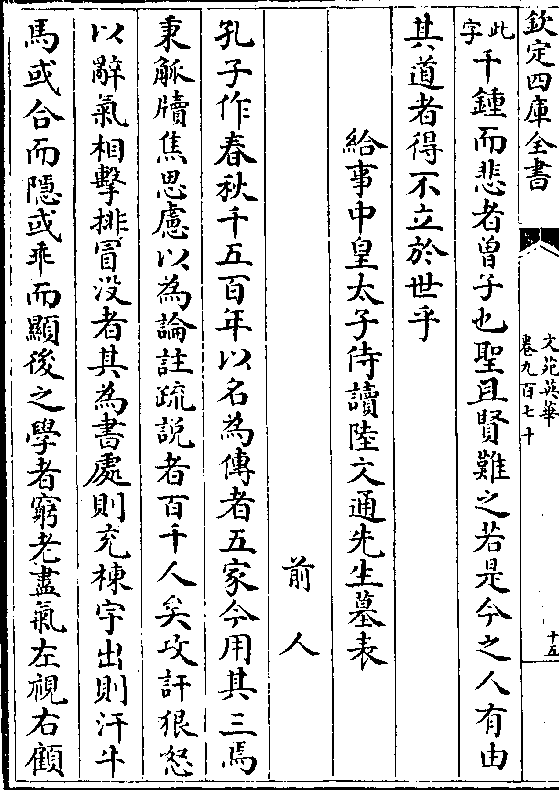 欽定四庫全書
文苑英華
卷九百七十
十五
此字千鍾而悲者曾子也聖且賢難之若是今之人有由
其道者得不立於世乎
給事中皇太子侍讀陸文通先生墓表
前人
孔子作春秋千五百年以名為傳者五家今用其三焉
秉觚牘焦思慮以為論註疏説者百千人矣攻訐狠怒
以辭氣相擊排冒没者其為書處則充棟宇出則汗牛
馬或合而隱或乖而顯後之學者窮老盡氣左視右顧